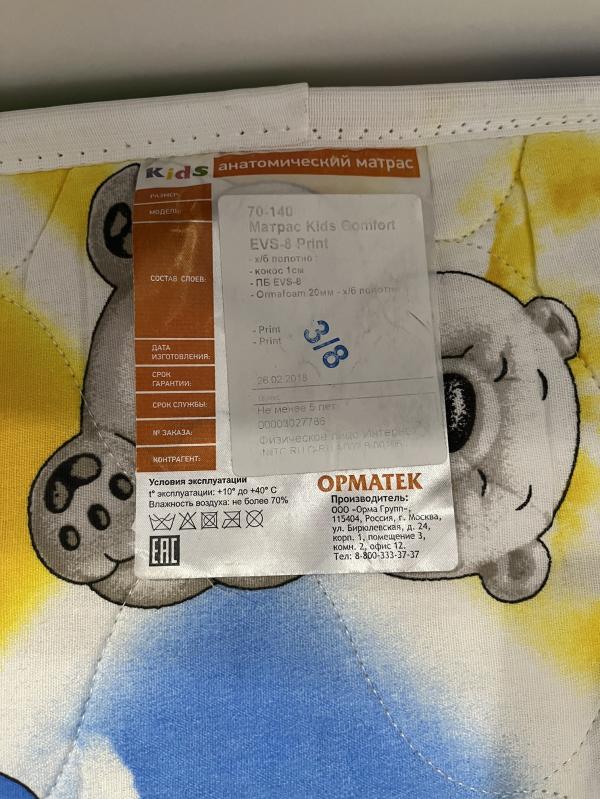 Kids анатомический матрас
РАЗМЕР:
70-140
МОДЕЛЬ:
Матрас Kids Comfort
EVS-8 Print
СОСТАВ СЛОЕВ:
- х/б полотно
- кокос 1см
- ПБ EVS-8
- Ormafoam 20мм - х/б полотно
- Print
- Print
3/8
ДАТА
ИЗГОТОВЛЕНИЯ:
26.02.2018
СРОК
ГАРАНТИИ:
СРОК СЛУЖБЫ:
Не менее 5 лет
№ ЗАКАЗА:
00003027786
КОНТРАГЕНТ:
Физическое лицо Интернет
Условия эксплуатации
t° эксплуатации: +10° до +40° С
Влажность воздуха: не более 70%
EAC
ОРМАТЕК
Производитель:
ООО «Орма Групп»,
115404, Россия, г. Москва,
ул. Бирюлевская, д. 24,
корп. 1, помещение 3,
комн. 2, офис 12.
Тел: 8-800-333-37-37